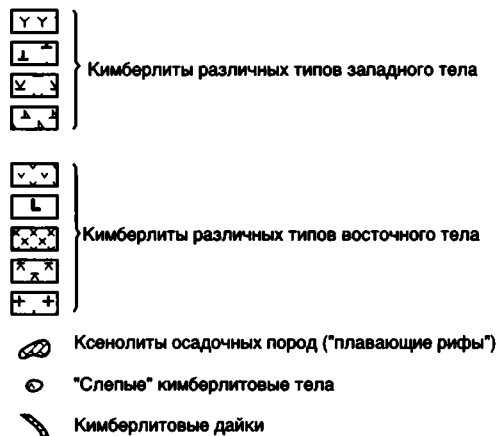 Кимберлиты различных типов западного тела
Кимберлиты различных типов восточного тела
Ксенолиты осадочных пород ("плавающие рифы")
"Слепые" кимберлитовые тела
Кимберлитовые дайки